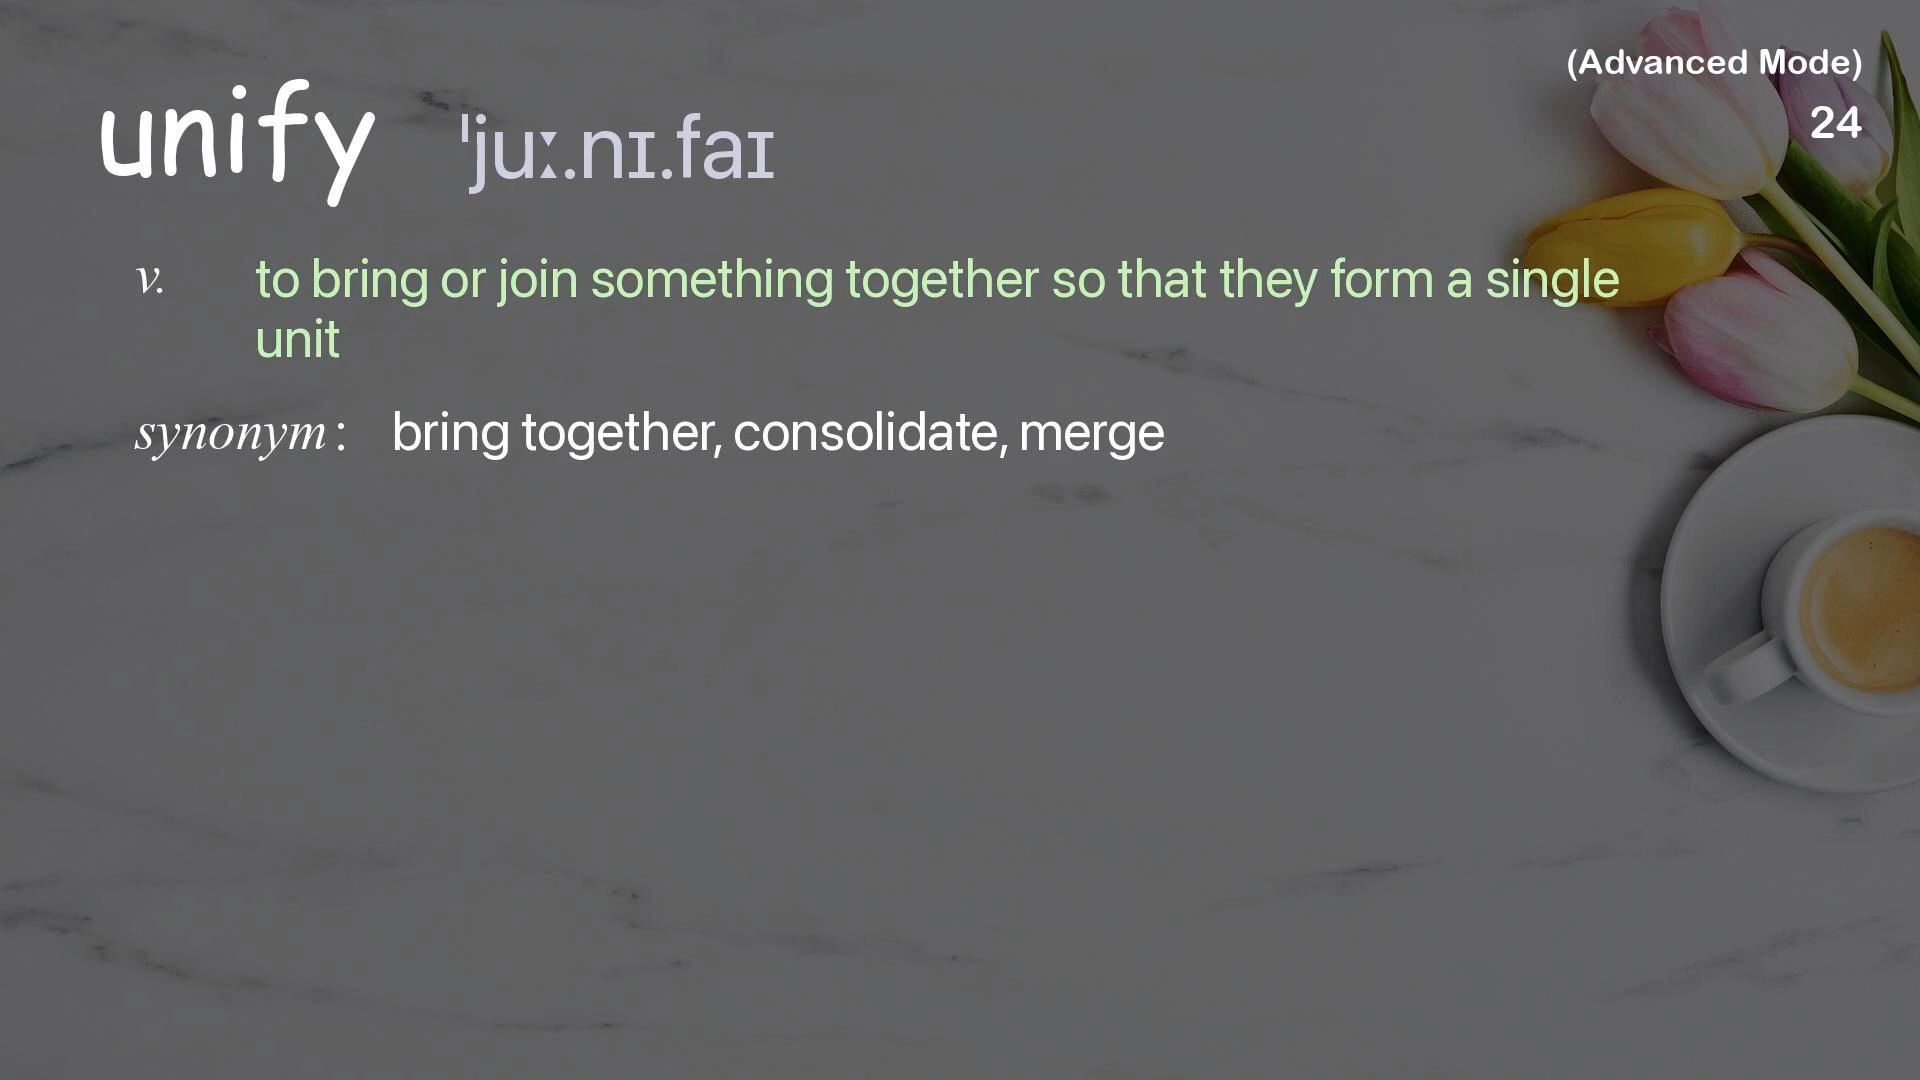 (Advanced Mode)
24
unify ˈjuː.nɪ.faɪ
v. to bring or join something together so that they form a single
unit
synonym : bring together, consolidate, merge